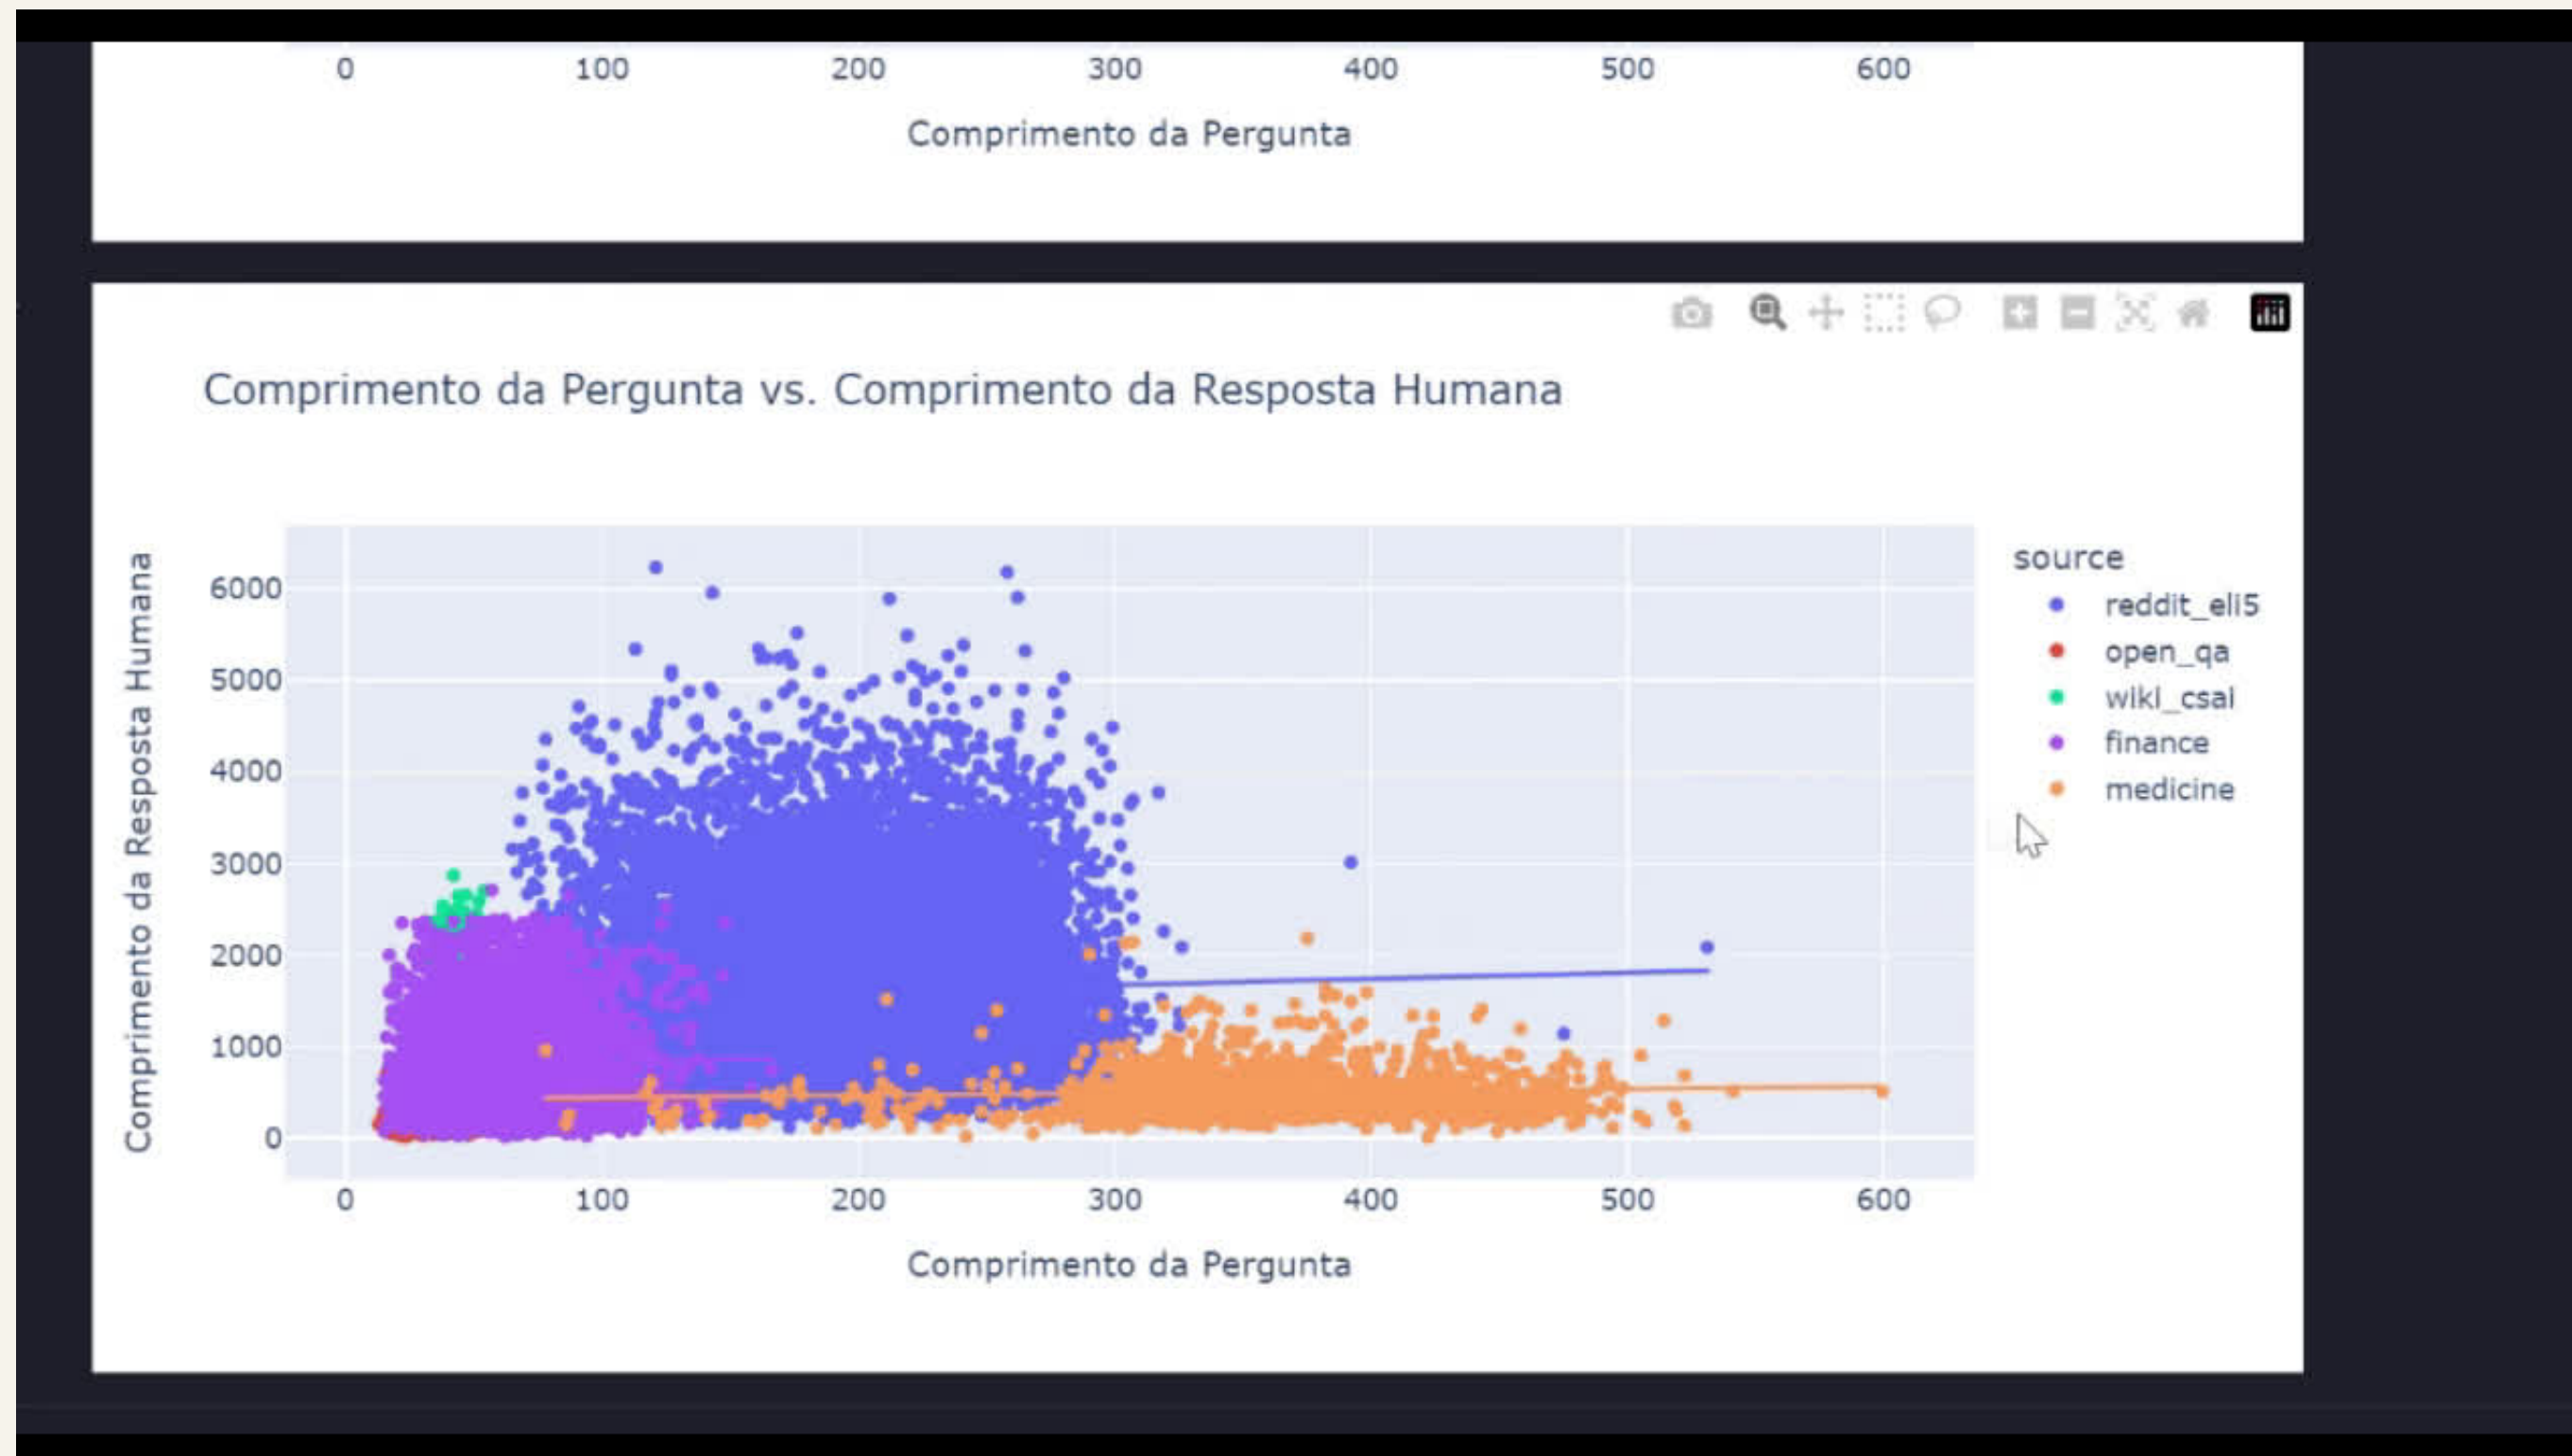 0 100 200 300 400 500 600
Comprimento da Pergunta
Comprimento da Pergunta vs. Comprimento da Resposta Humana
Comprimento da Resposta Humana
6000
5000
4000
3000
2000
1000
0
0 100 200 300 400 500 600
Comprimento da Pergunta
source
reddit_eli5
open_qa
wiki_csai
finance
medicine